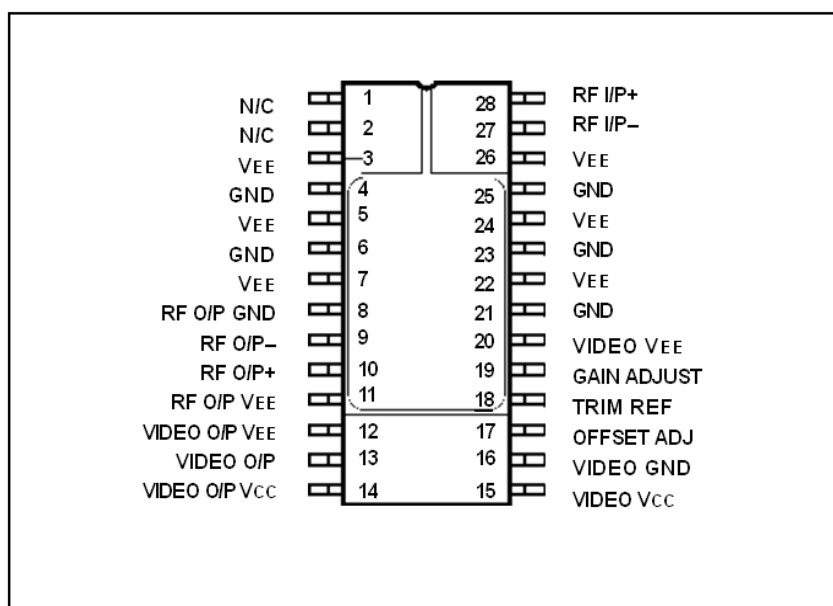 N/C 1 28 RF I/P+
N/C 2 27 RF I/P–
VEE 3 26 VEE
GND 4 25 GND
VEE 5 24 VEE
GND 6 23 GND
VEE 7 22 VEE
RF O/P GND 8 21 GND
RF O/P– 9 20 VIDEO VEE
RF O/P+ 10 19 GAIN ADJUST
RF O/P VEE 11 18 TRIM REF
VIDEO O/P VEE 12 17 OFFSET ADJ
VIDEO O/P 13 16 VIDEO GND
VIDEO O/P VCC 14 15 VIDEO VCC